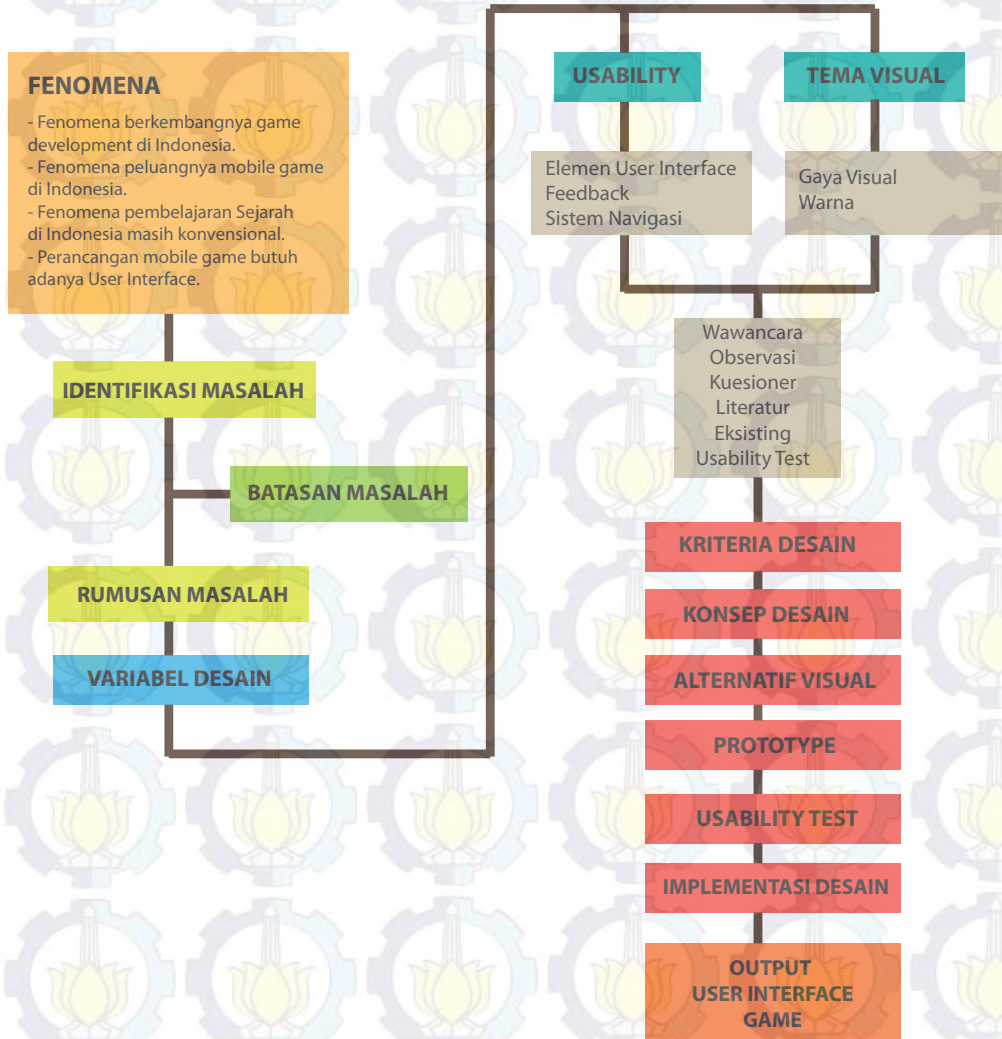 FENOMENA
- Fenomena berkembangnya game
development di Indonesia.
- Fenomena peluangnya mobile game
di Indonesia.
- Fenomena pembelajaran Sejarah
di Indonesia masih konvensional.
- Perancangan mobile game butuh
adanya User Interface.
IDENTIFIKASI MASALAH
BATASAN MASALAH
RUMUSAN MASALAH
VARIABEL DESAIN
USABILITY
TEMA VISUAL
Elemen User Interface
Feedback
Sistem Navigasi
Gaya Visual
Warna
Wawancara
Observasi
Kuesioner
Literatur
Eksisting
Usability Test
KRITERIA DESAIN
KONSEP DESAIN
ALTERNATIF VISUAL
PROTOTYPE
USABILITY TEST
IMPLEMENTASI DESAIN
OUTPUT
USER INTERFACE
GAME